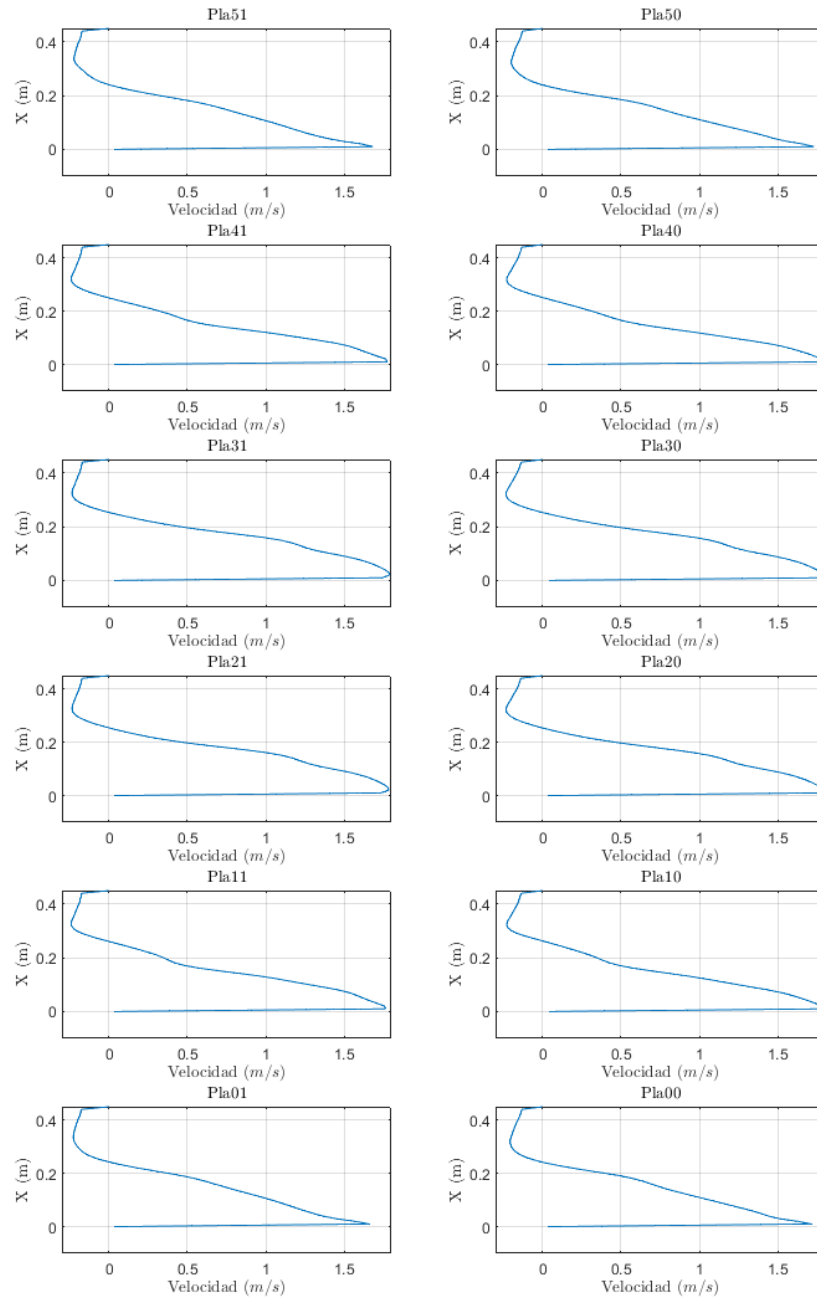 Pla51 Pla50
0.4 0.4
X (m) X (m)
0.2 0.2
0 0
0 0.5 1 1.5 0 0.5 1 1.5
Velocidad (m/s) Velocidad (m/s)
Pla41 Pla40
0.4 0.4
X (m) X (m)
0.2 0.2
0 0
0 0.5 1 1.5 0 0.5 1 1.5
Velocidad (m/s) Velocidad (m/s)
Pla31 Pla30
0.4 0.4
X (m) X (m)
0.2 0.2
0 0
0 0.5 1 1.5 0 0.5 1 1.5
Velocidad (m/s) Velocidad (m/s)
Pla21 Pla20
0.4 0.4
X (m) X (m)
0.2 0.2
0 0
0 0.5 1 1.5 0 0.5 1 1.5
Velocidad (m/s) Velocidad (m/s)
Pla11 Pla10
0.4 0.4
X (m) X (m)
0.2 0.2
0 0
0 0.5 1 1.5 0 0.5 1 1.5
Velocidad (m/s) Velocidad (m/s)
Pla01 Pla00
0.4 0.4
X (m) X (m)
0.2 0.2
0 0
0 0.5 1 1.5 0 0.5 1 1.5
Velocidad (m/s) Velocidad (m/s)